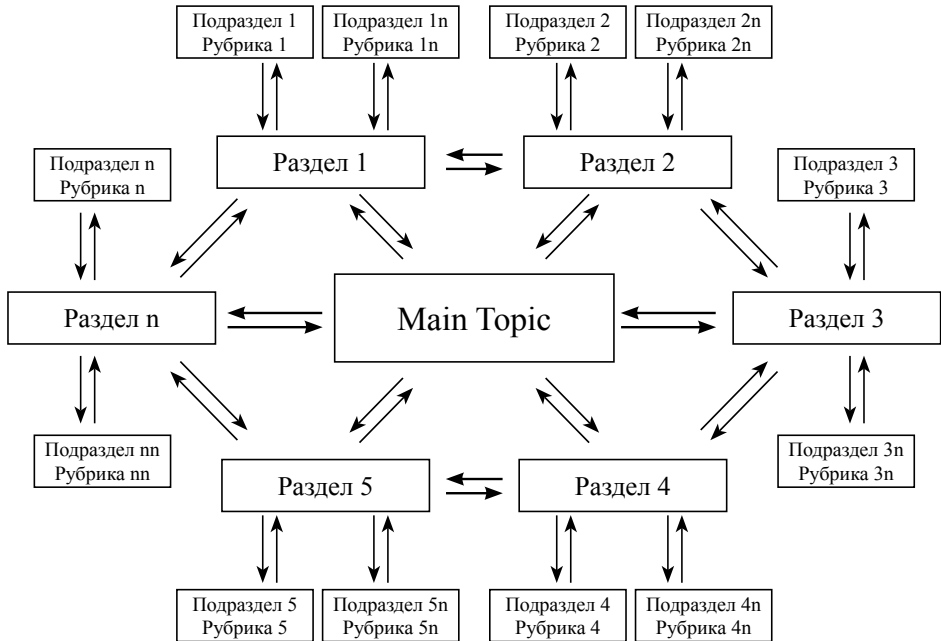 Подраздел 1
Рубрика 1
Подраздел 1n
Рубрика 1n
Подраздел 2
Рубрика 2
Подраздел 2n
Рубрика 2n
Раздел 1
Раздел 2
Подраздел n
Рубрика n
Подраздел 3
Рубрика 3
Раздел n
Main Topic
Раздел 3
Подраздел nn
Рубрика nn
Подраздел 3n
Рубрика 3n
Раздел 5
Раздел 4
Подраздел 5
Рубрика 5
Подраздел 5n
Рубрика 5n
Подраздел 4
Рубрика 4
Подраздел 4n
Рубрика 4n